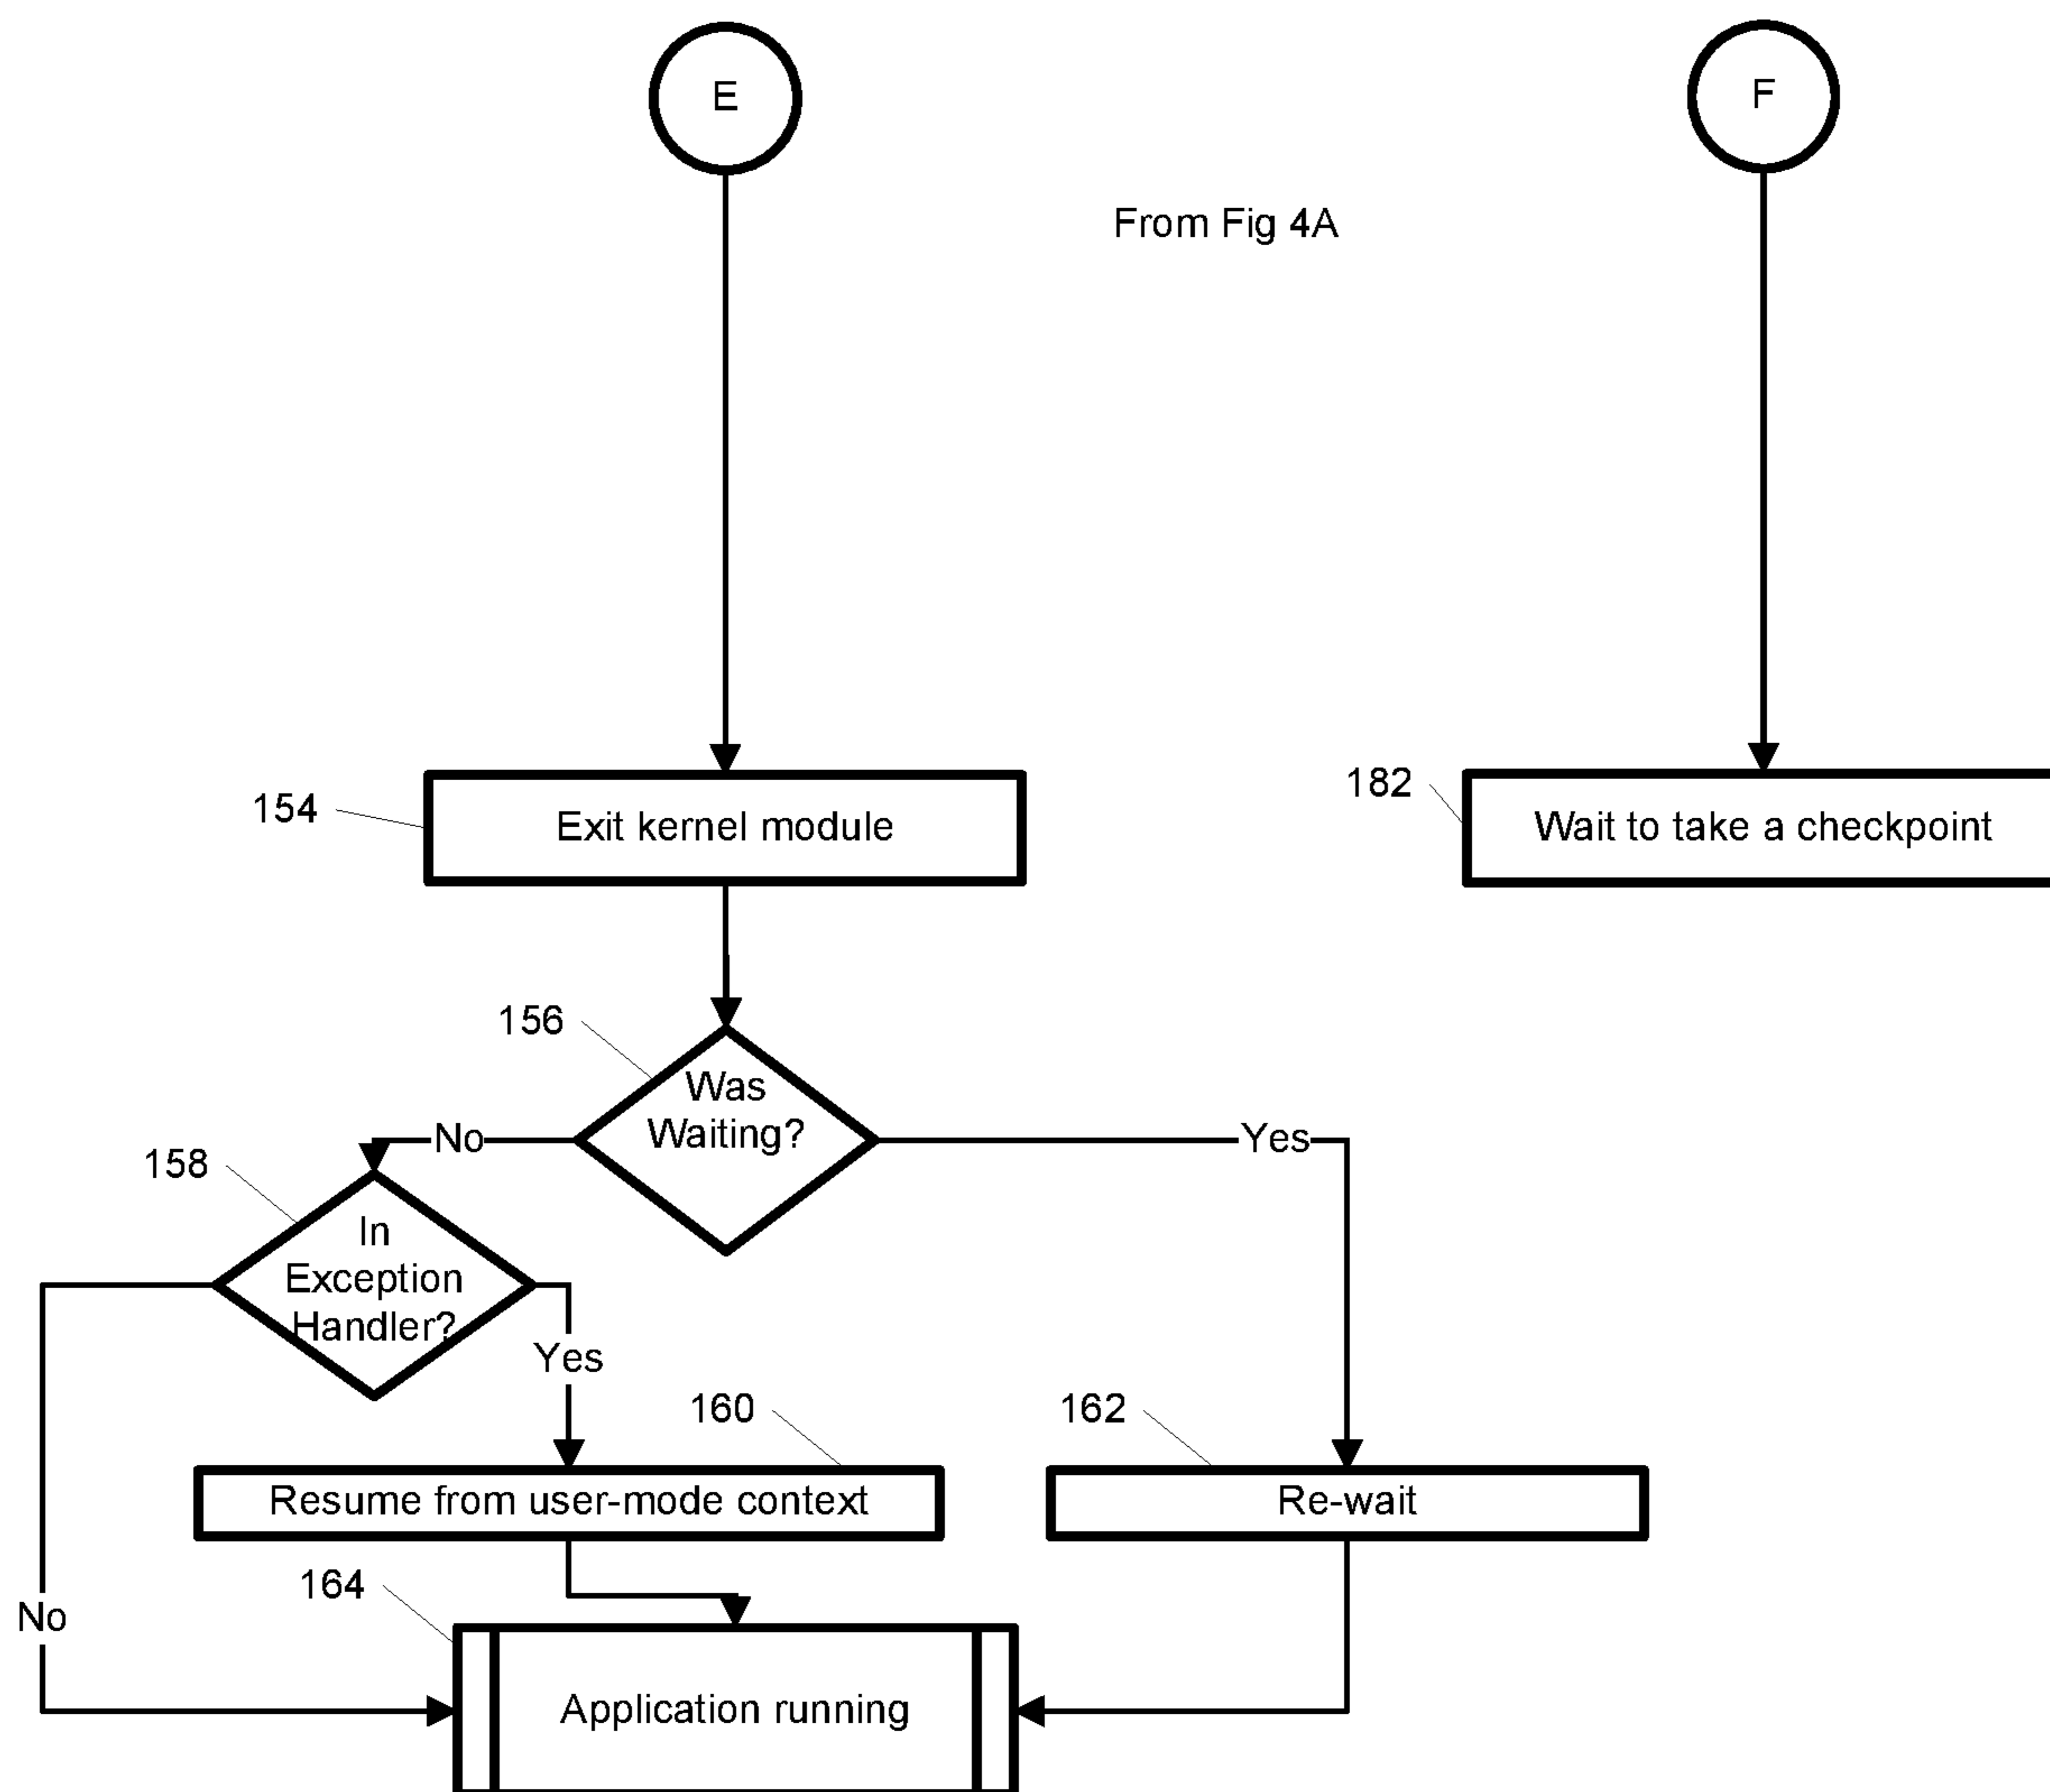 E
F
From Fig 4A
154
Exit kernel module
182
Wait to take a checkpoint
156
Was
Waiting?
No
Yes
158
In
Exception
Handler?
Yes
160
Resume from user-mode context
162
Re-wait
164
No
Application running